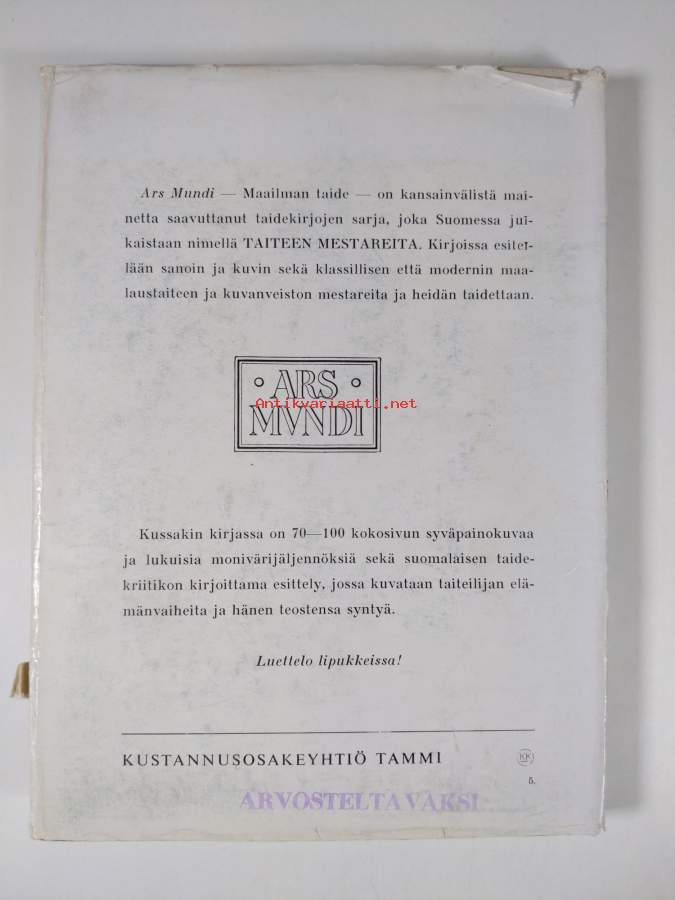 Ars Mundi — Maailman taide — on kansainvälistä mai-
netta saavuttanut taidekirjojen sarja, joka Suomessa jul-
kaistaan nimellä TAITEEN MESTAREITA. Kirjoissa esitel-
lään sanoin ja kuvin sekä klassillisen että modernin maa-
laustaiteen ja kuvanveiston mestareita ja heidän taidettaan.
ARS
Antikvariaatti.net
MVNDI
Kussakin kirjassa on 70—100 kokosivun syväpainokuvaa
ja lukuisia monivärijäljennöksiä sekä suomalaisen taide-
kriitikon kirjoittama esittely, jossa kuvataan taiteilijan elä-
mänvaiheita ja hänen teostensa syntyä.
Luettelo lipukkeissa!
KUSTANNUSOSAKEYHTIÖ TAMMI KK
5.
ARVOSTELTAVAKSI